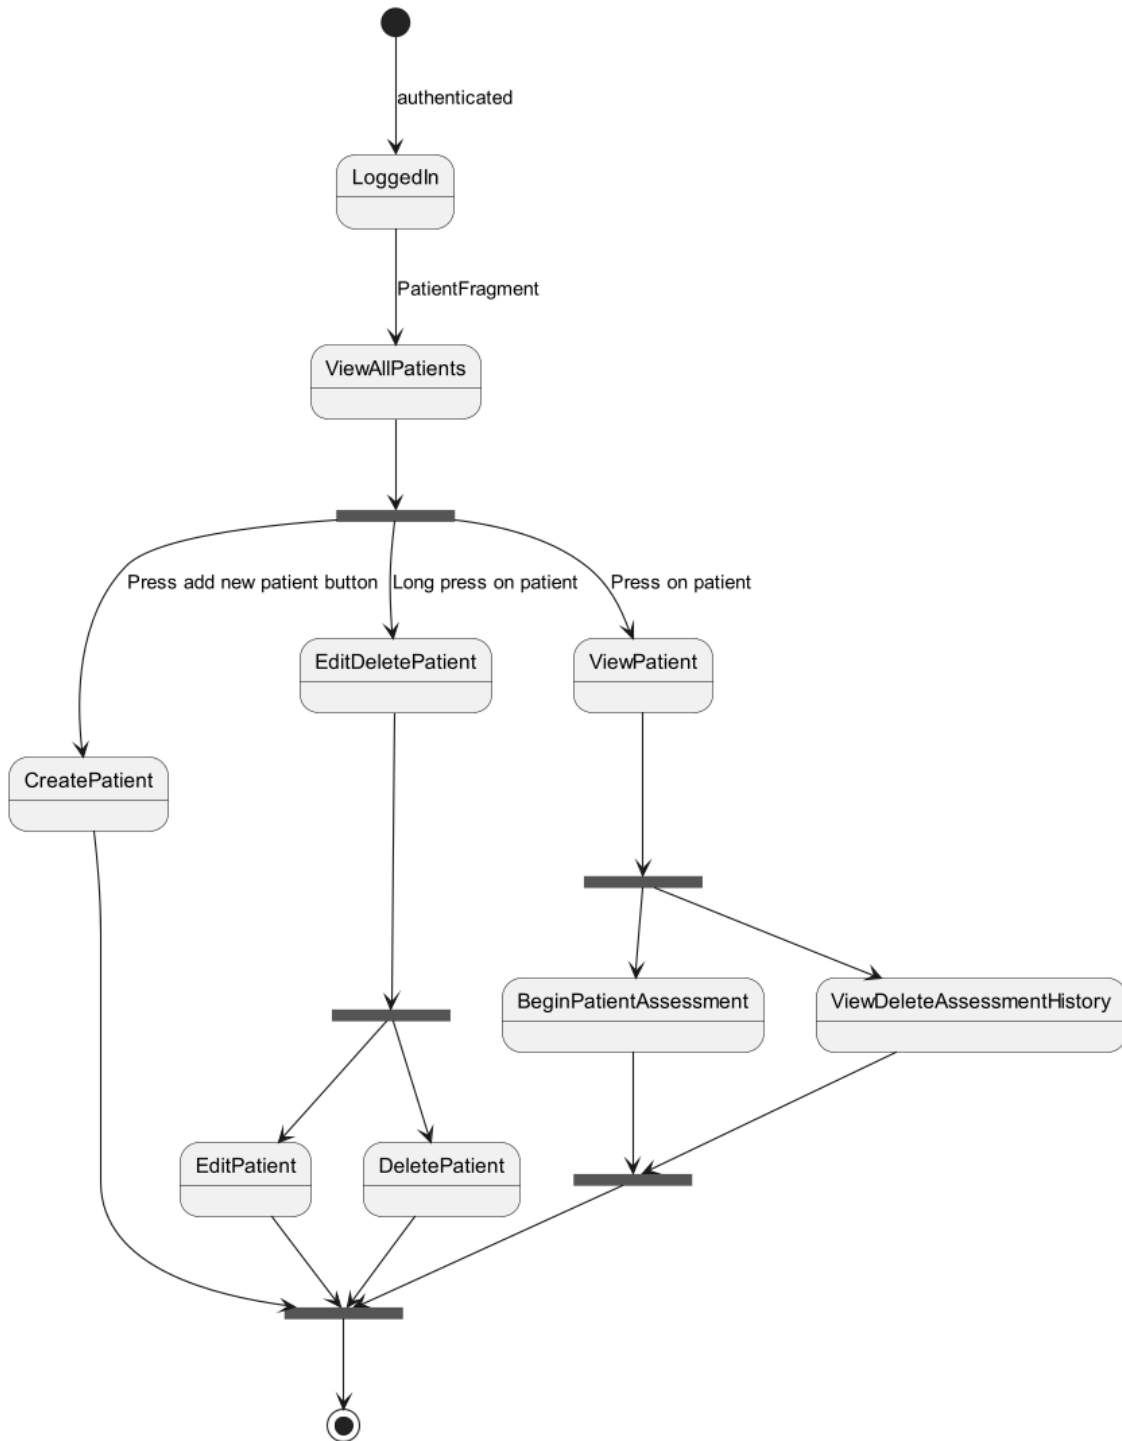 authenticated
LoggedIn
PatientFragment
ViewAllPatients
Press add new patient button
Long press on patient
Press on patient
EditDeletePatient
ViewPatient
CreatePatient
BeginPatientAssessment
ViewDeleteAssessmentHistory
EditPatient
DeletePatient